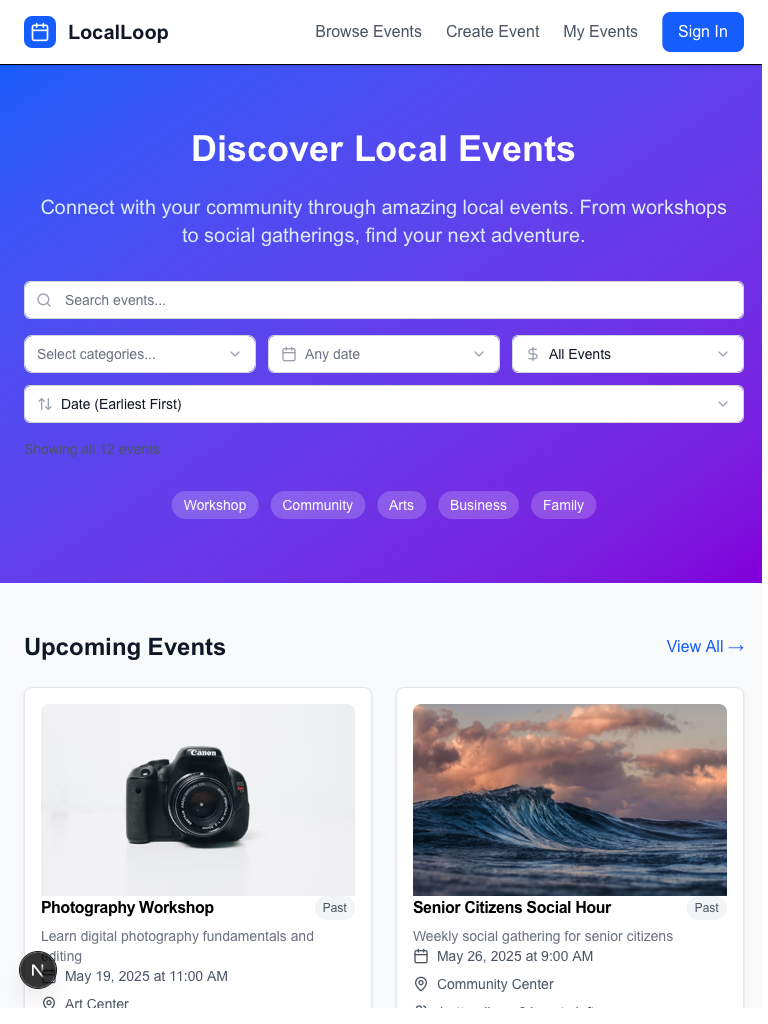 LocalLoop
Browse Events
Create Event
My Events
Sign In
Discover Local Events
Connect with your community through amazing local events. From workshops
to social gatherings, find your next adventure.
Search events...
Select categories...
Any date
All Events
Date (Earliest First)
Showing all 12 events
Workshop
Community
Arts
Business
Family
Upcoming Events
View All →
Canon
Photography Workshop
Past
Learn digital photography fundamentals and
editing
May 19, 2025 at 11:00 AM
Art Center
N
Senior Citizens Social Hour
Past
Weekly social gathering for senior citizens
May 26, 2025 at 9:00 AM
Community Center